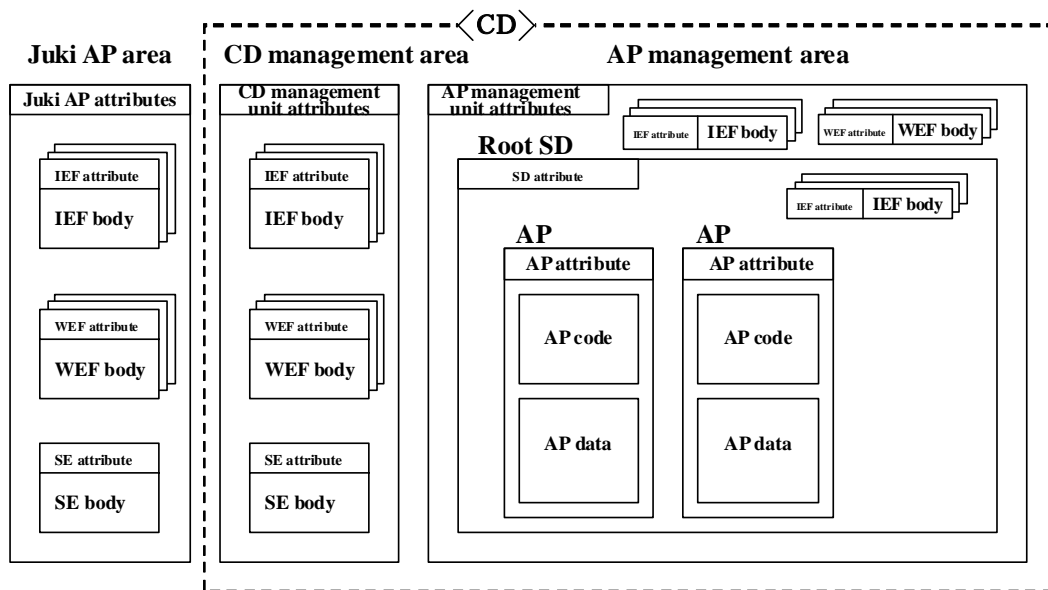 CD
Juki AP area
CD management area
AP management area
Juki AP attributes
CD management
unit attributes
AP management
unit attributes
IEF attribute
IEF body
WEF attribute
WEF body
Root SD
SD attribute
IEF attribute
IEF body
IEF attribute
IEF body
IEF attribute
IEF body
AP
AP
AP attribute
AP attribute
WEF attribute
WEF body
WEF attribute
WEF body
AP code
AP code
AP data
AP data
SE attribute
SE body
SE attribute
SE body